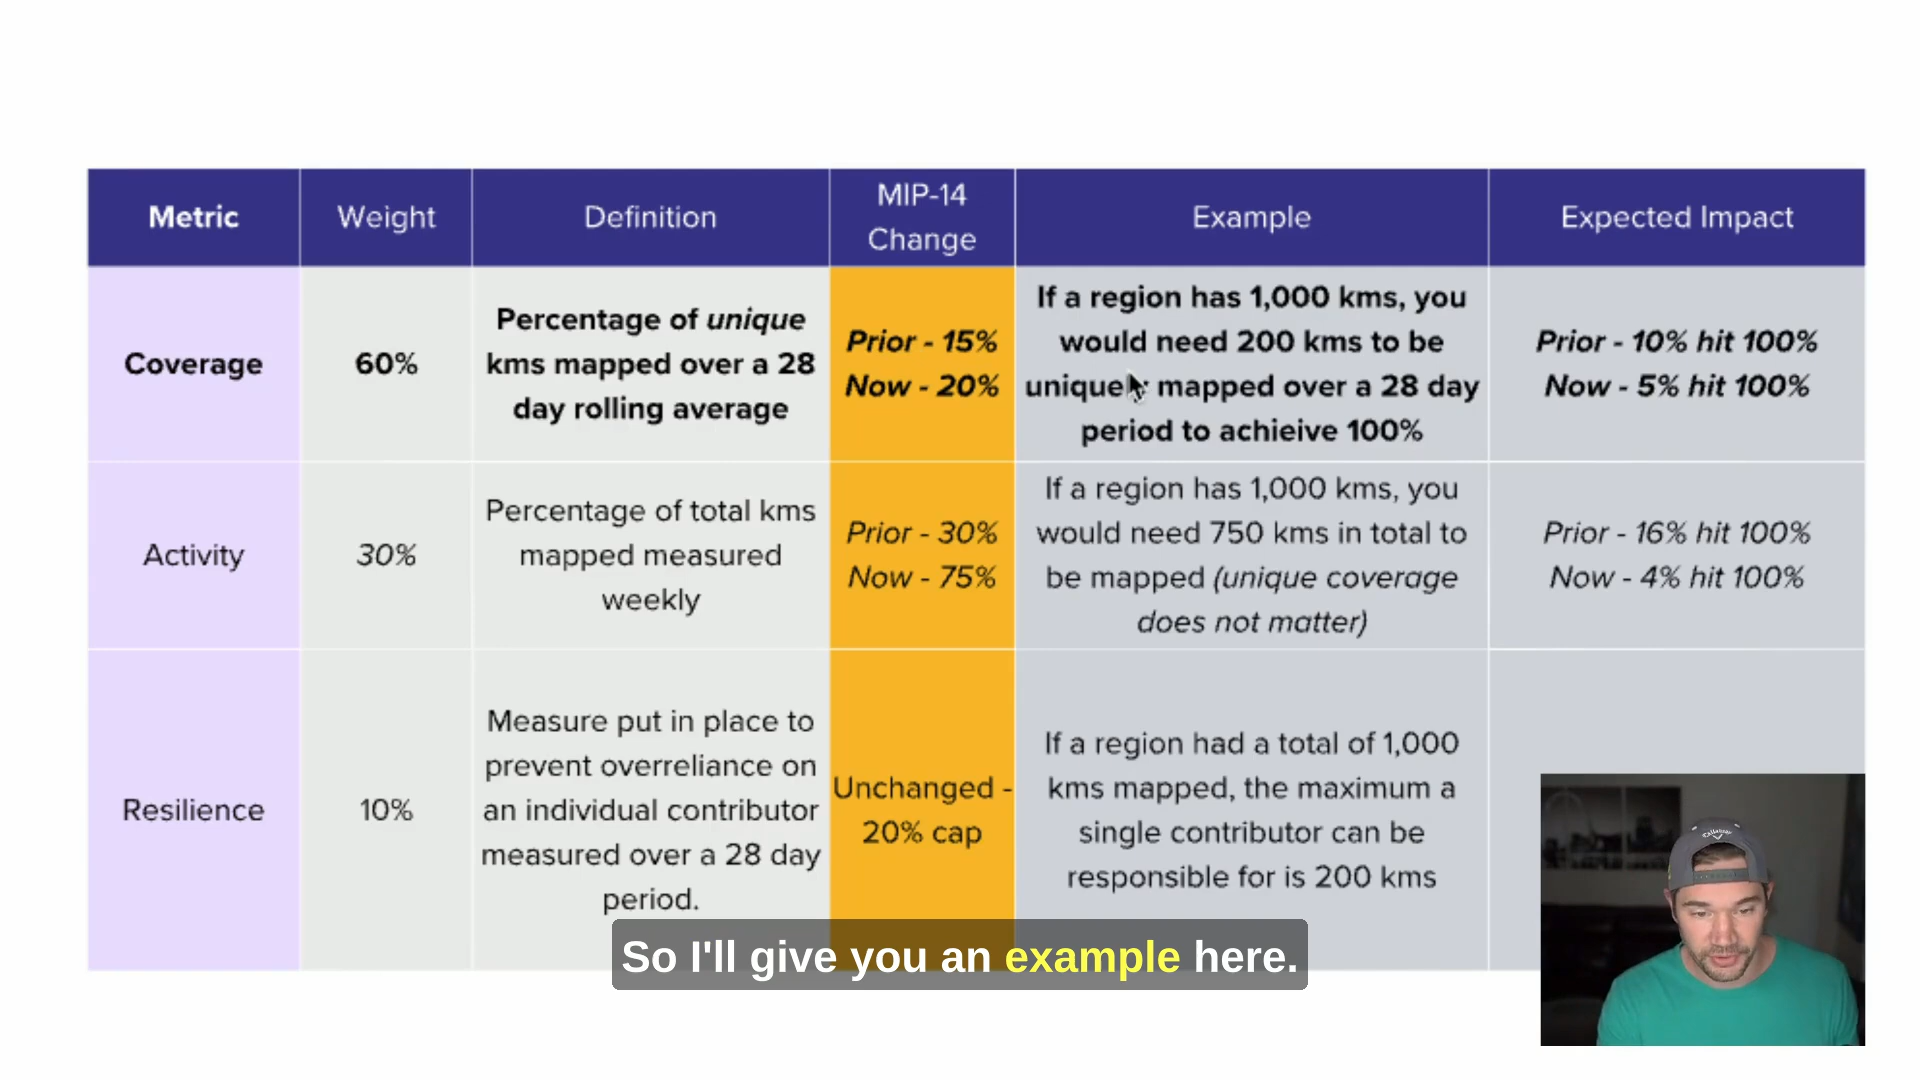 Metric
Weight
Definition
MIP-14
Change
Example
Expected Impact
Coverage
60%
Percentage of unique
kms mapped over a 28
day rolling average
Prior - 15%
Now - 20%
If a region has 1,000 kms, you
would need 200 kms to be
mapped over a 28 day
period to achieive 100%
Prior - 10% hit 100%
Now - 5% hit 100%
Activity
30%
Percentage of total kms
mapped measured
weekly
Prior - 30%
Now - 75%
If a region has 1,000 kms, you
would need 750 kms in total to
be mapped (unique coverage
does not matter)
Prior - 16% hit 100%
Now - 4% hit 100%
Resilience
10%
Measure put in place to
prevent overreliance on
an individual contributor
measured over a 28 day
period.
Unchanged -
20% cap
If a region had a total of 1,000
kms mapped, the maximum a
single contributor can be
responsible for is 200 kms
So I'll give you an example here.